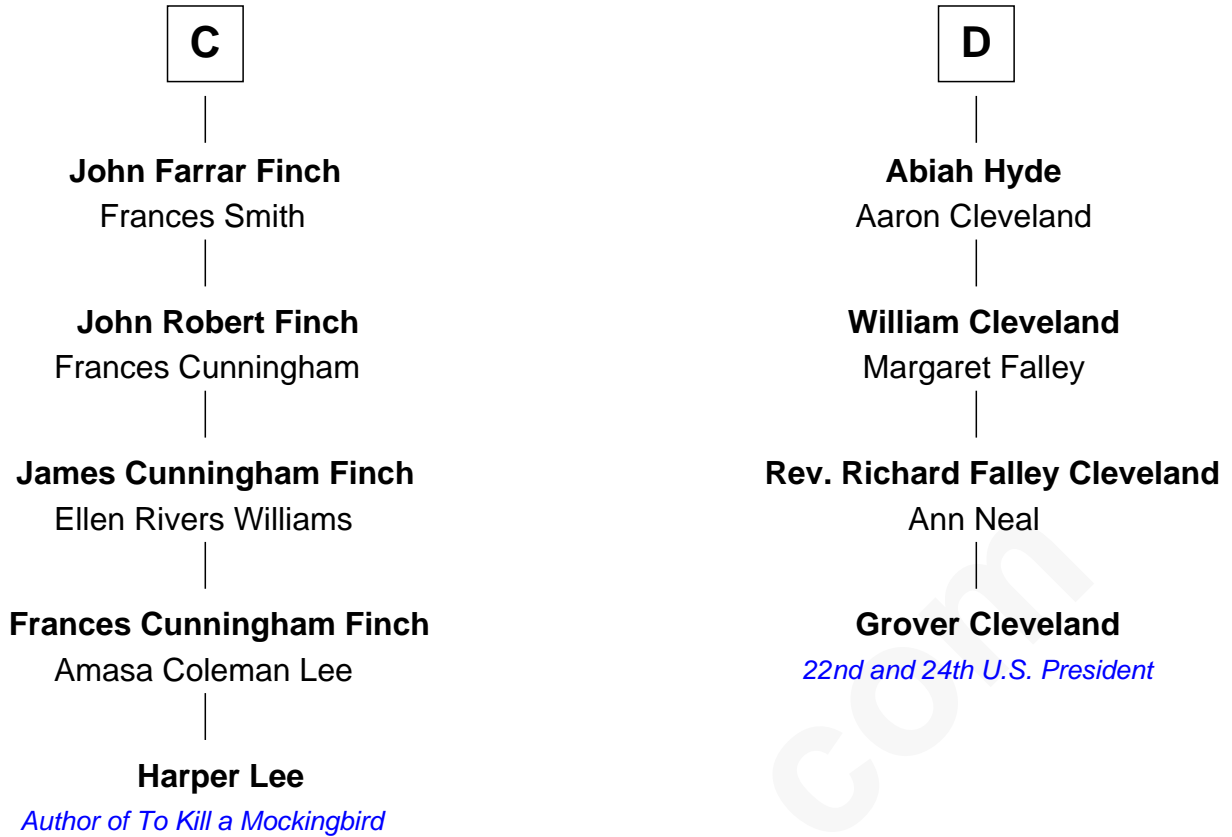 C
John Farrar Finch
Frances Smith
John Robert Finch
Frances Cunningham
James Cunningham Finch
Ellen Rivers Williams
Frances Cunningham Finch
Amasa Coleman Lee
Harper Lee
Author of To Kill a Mockingbird
D
Abiah Hyde
Aaron Cleveland
William Cleveland
Margaret Falley
Rev. Richard Falley Cleveland
Ann Neal
Grover Cleveland
22nd and 24th U.S. President
com